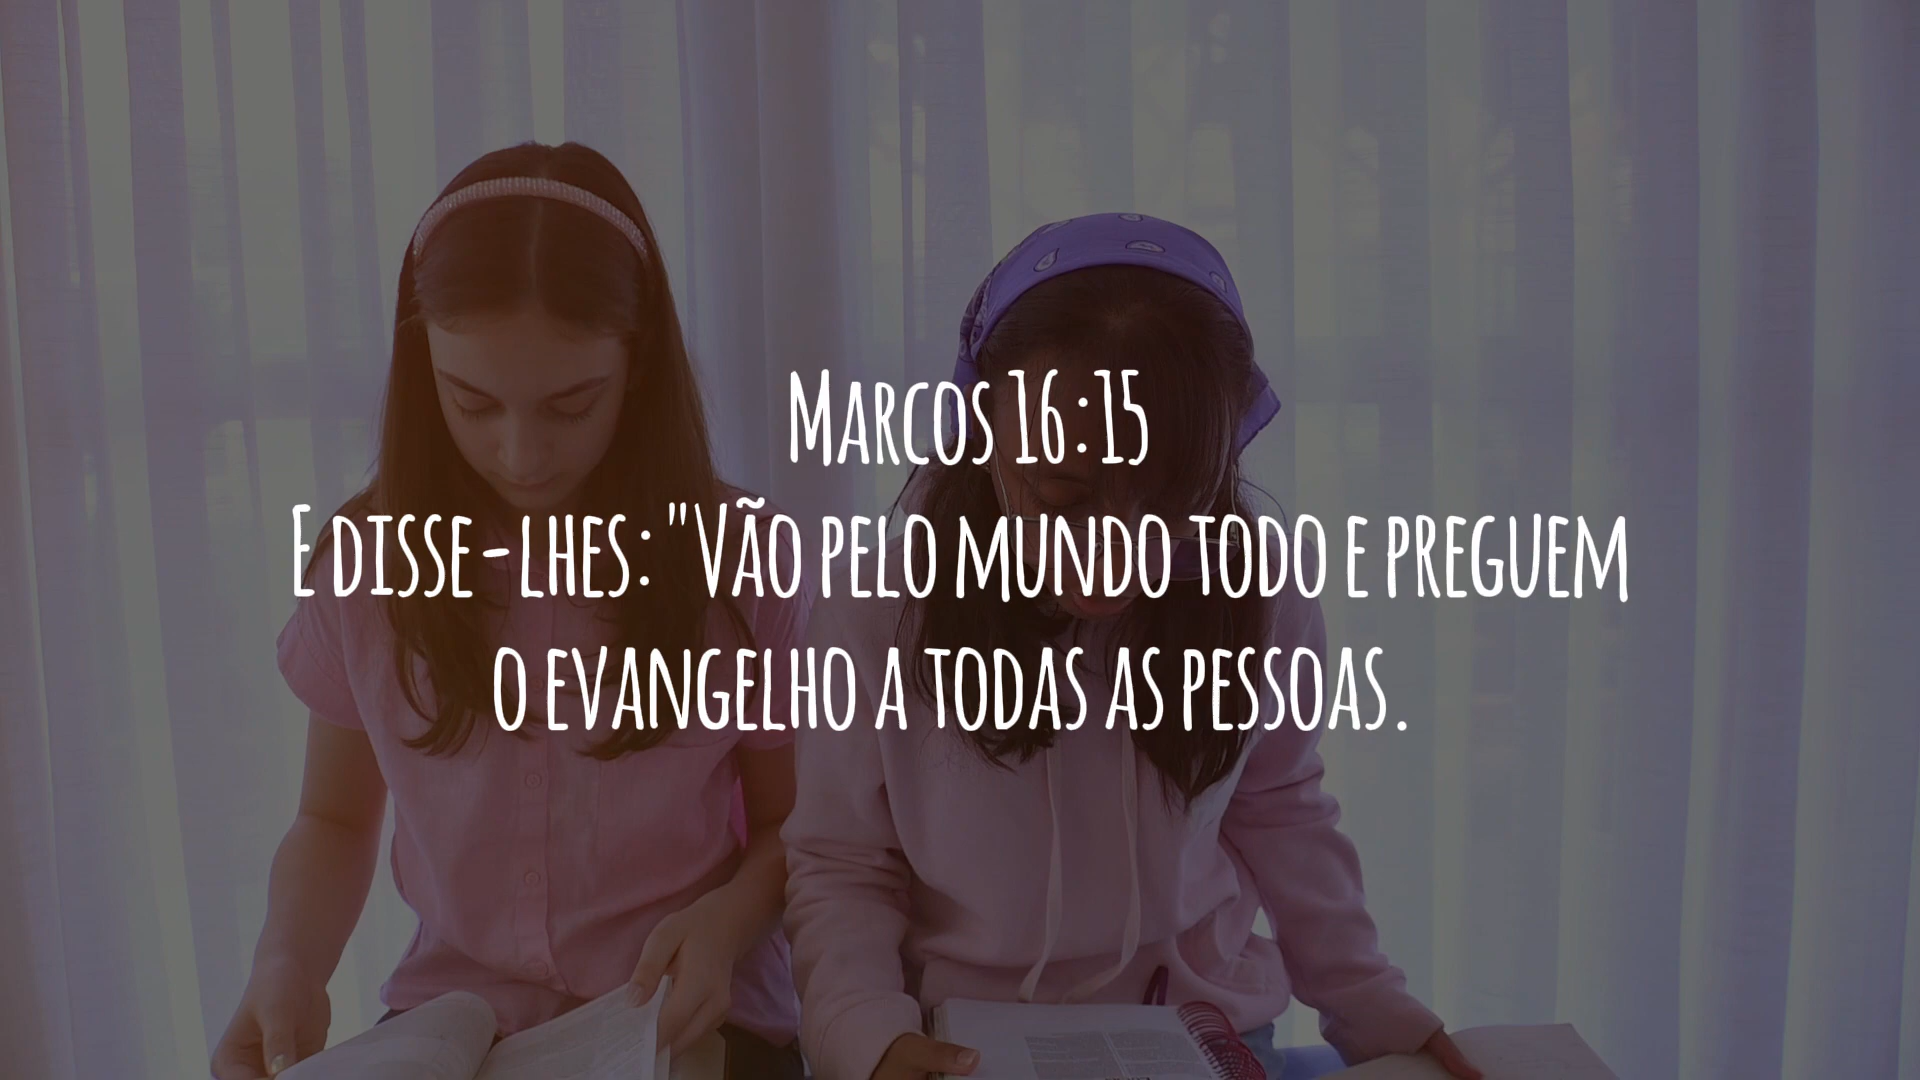 Marcos 16:15
E disse-lhes: "Vão pelo mundo todo e preguem
o evangelho a todas as pessoas.